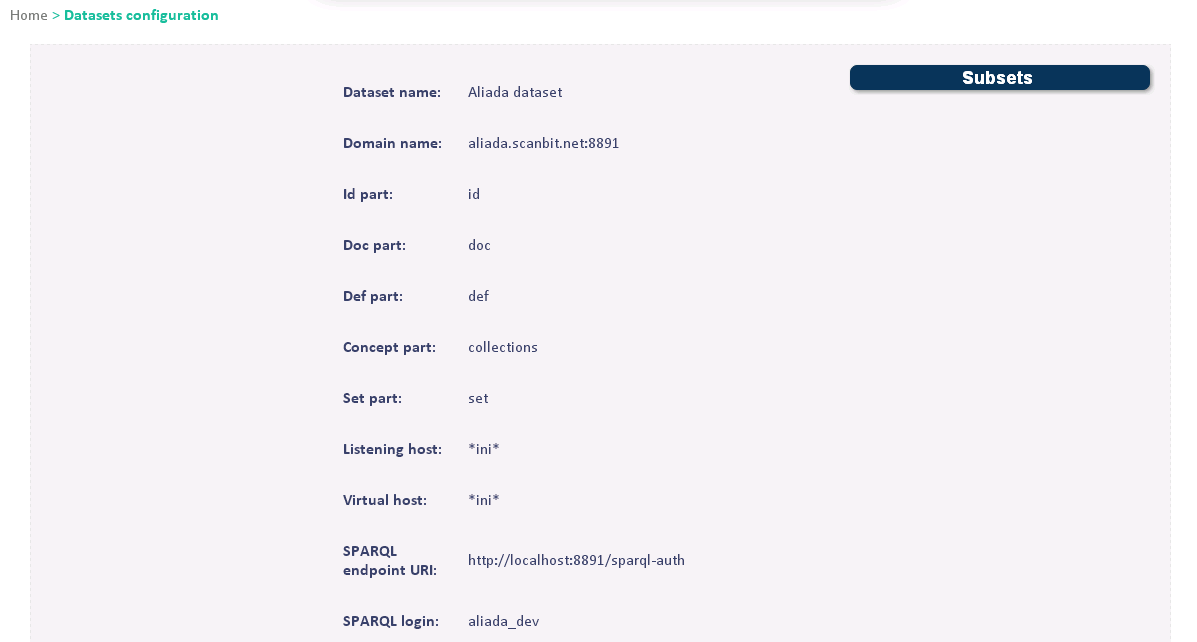 Home > Datasets configuration
Subsets
Dataset name: Aliada dataset
Domain name: aliada.scanbit.net:8891
Id part: id
Doc part: doc
Def part: def
Concept part: collections
Set part: set
Listening host: *ini*
Virtual host: *ini*
SPARQL
endpoint URI: http://localhost:8891/sparql-auth
SPARQL login: aliada_dev